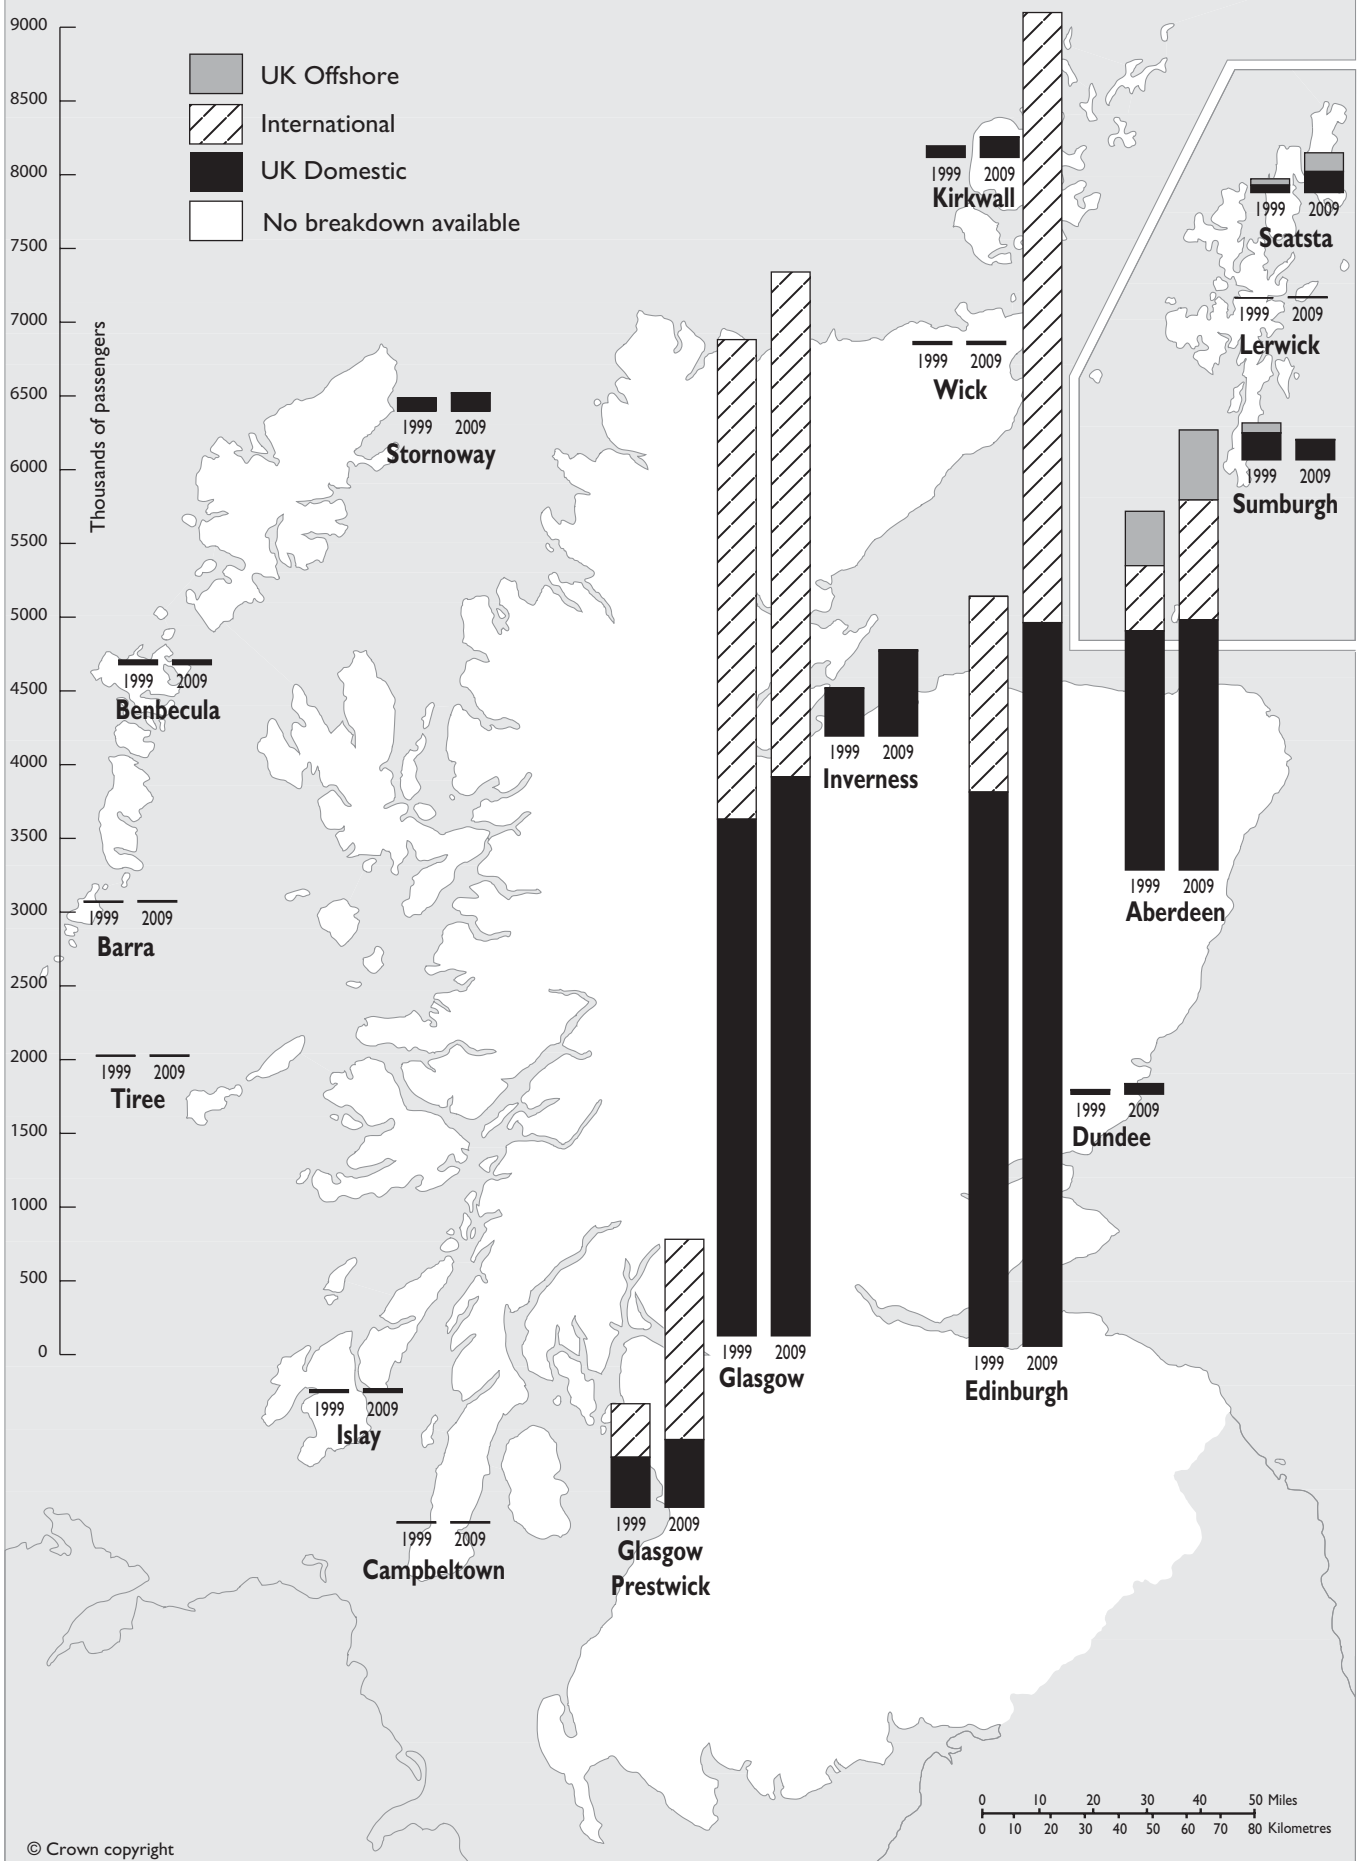 9000
8500
8000
7500
7000
6500
6000
5500
5000
4500
4000
3500
3000
2500
2000
1500
1000
500
0
Thousands of passengers
UK Offshore
International
UK Domestic
No breakdown available
1999 2009
Kirkwall
1999 2009
Scatsta
1999 2009
Lerwick
1999 2009
Wick
1999 2009
Stornoway
1999 2009
Sumburgh
1999 2009
Benbecula
1999 2009
Inverness
1999 2009
Aberdeen
1999 2009
Barra
1999 2009
Tiree
1999 2009
Dundee
1999 2009
Glasgow
1999 2009
Edinburgh
1999 2009
Islay
1999 2009
Campbeltown
1999 2009
Glasgow
Prestwick
0 10 20 30 40 50 Miles
0 10 20 30 40 50 60 70 80 Kilometres
© Crown copyright